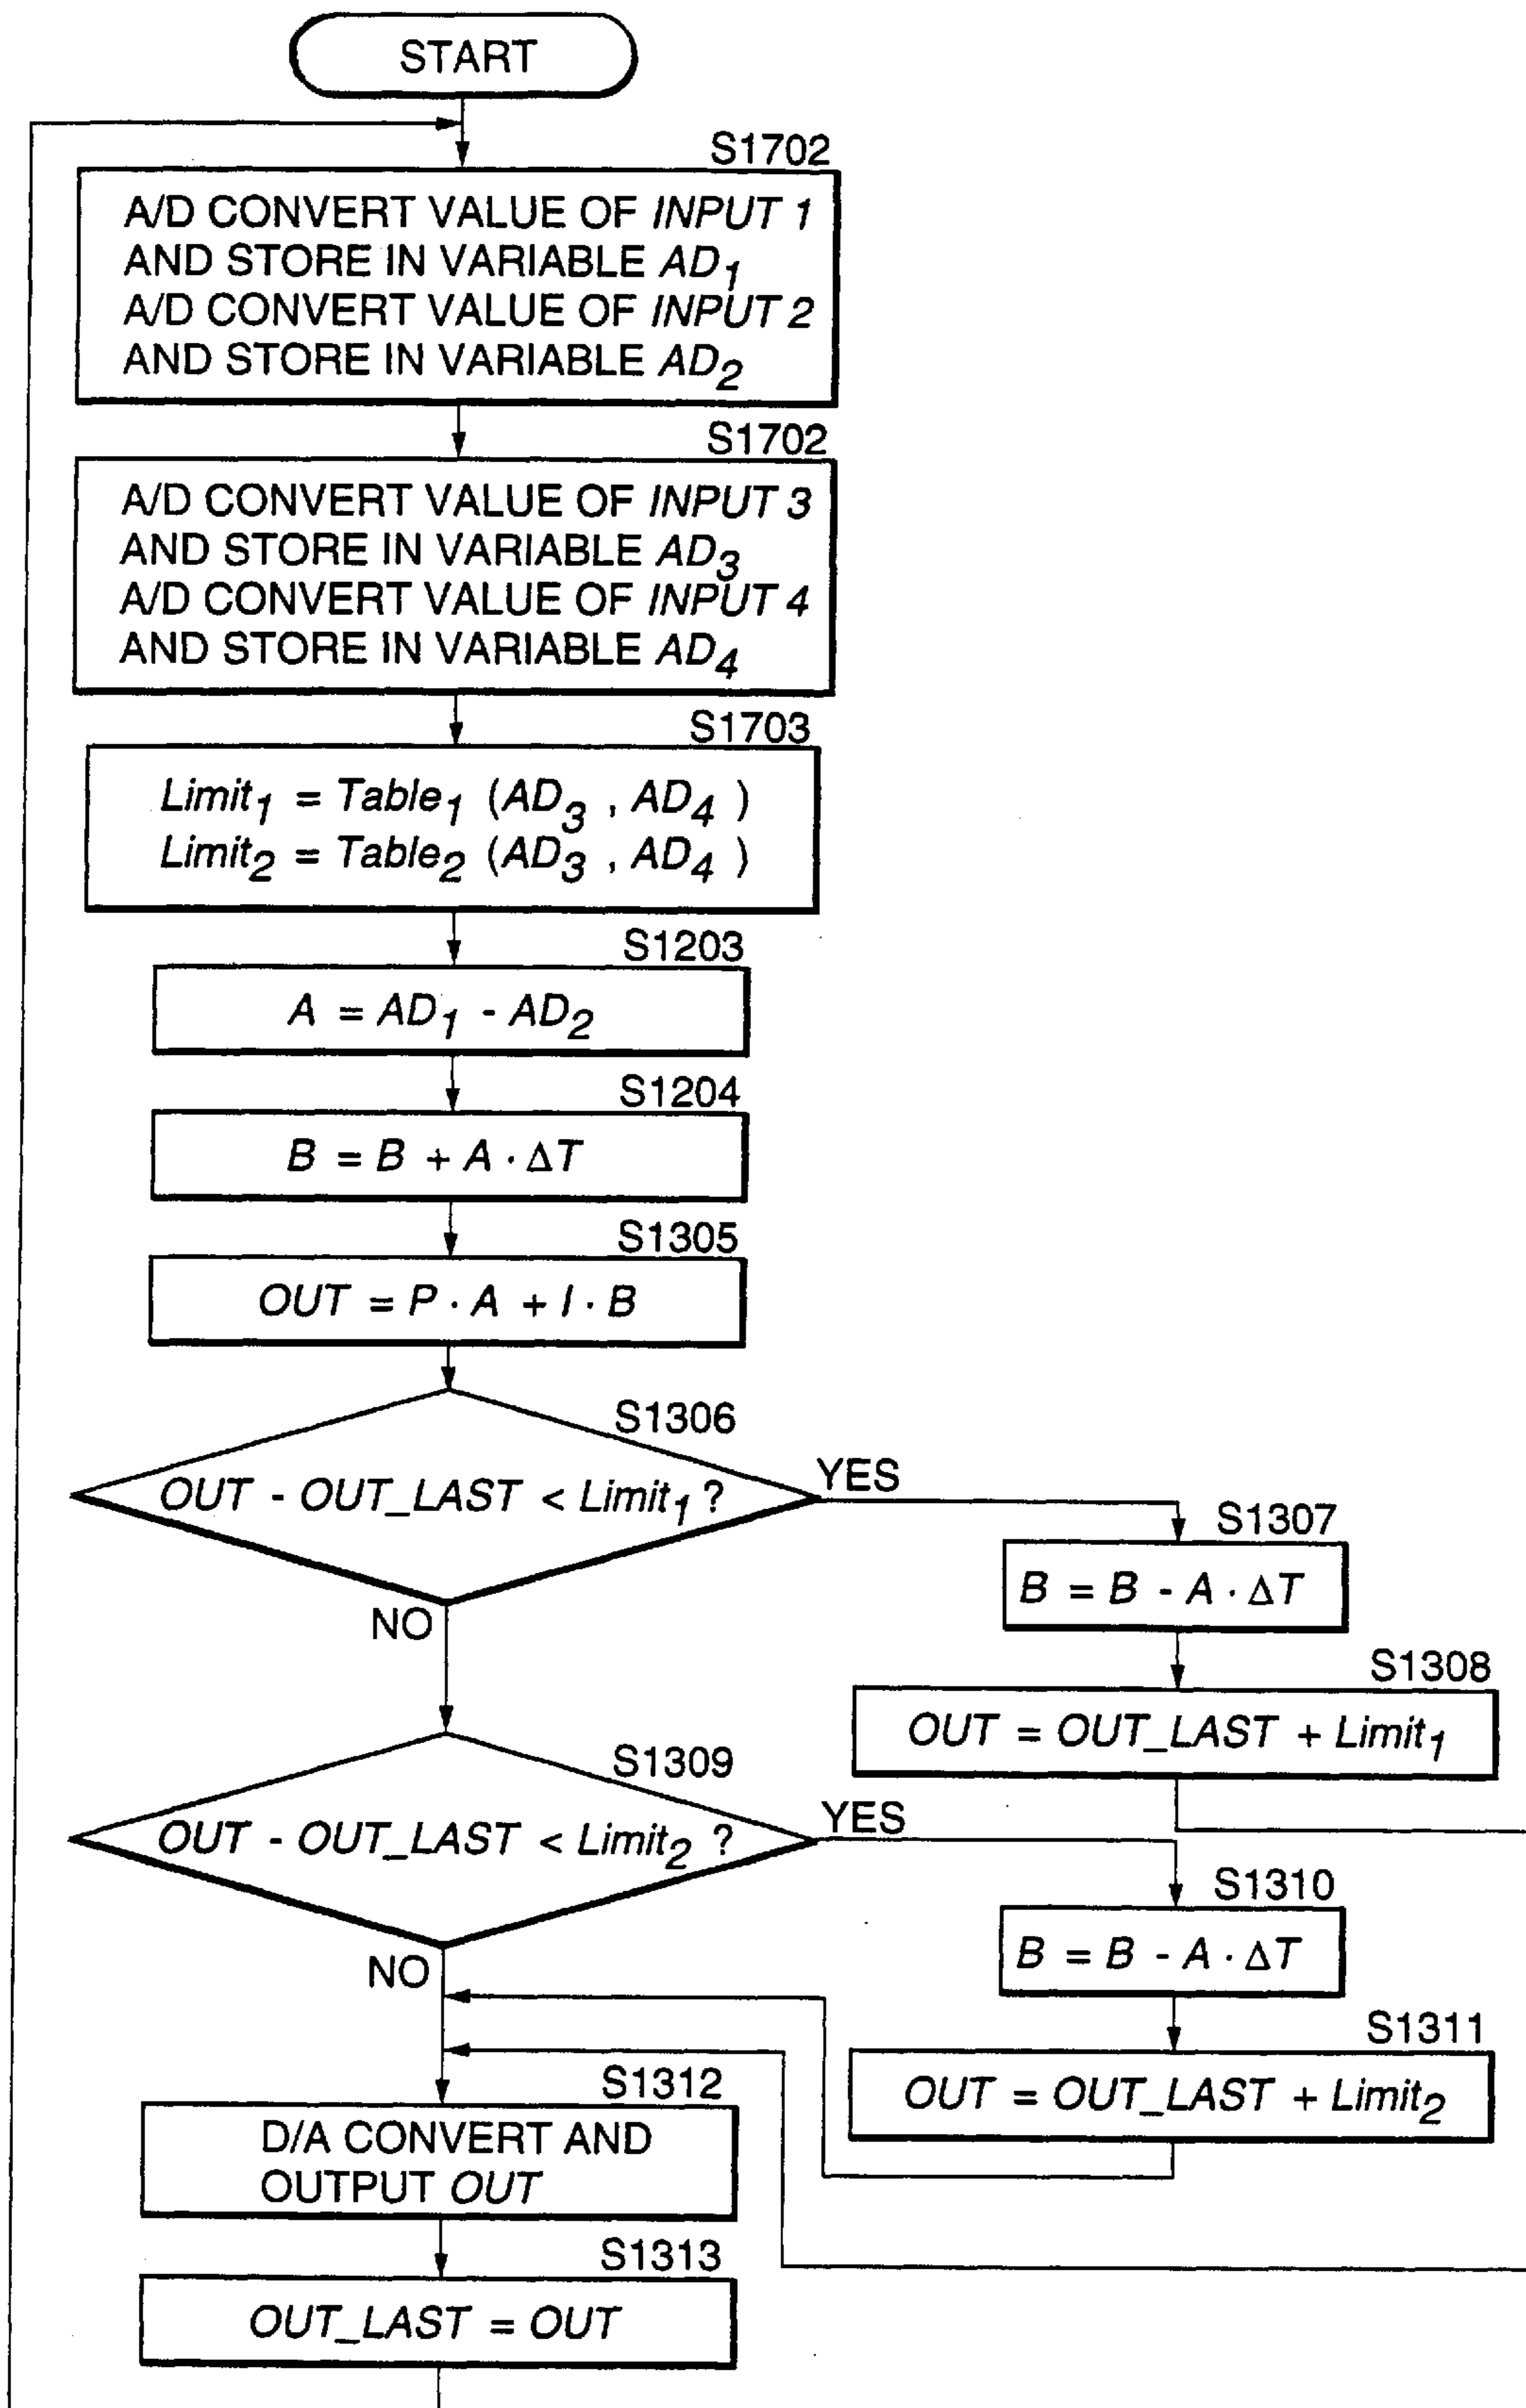 START
S1702
A/D CONVERT VALUE OF INPUT 1
AND STORE IN VARIABLE AD₁
A/D CONVERT VALUE OF INPUT 2
AND STORE IN VARIABLE AD₂
S1702
A/D CONVERT VALUE OF INPUT 3
AND STORE IN VARIABLE AD₃
A/D CONVERT VALUE OF INPUT 4
AND STORE IN VARIABLE AD₄
S1703
Limit₁ = Table₁ (AD₃ , AD₄ )
Limit₂ = Table₂ (AD₃ , AD₄ )
S1203
A = AD₁ - AD₂
S1204
B = B + A · ΔT
S1305
OUT = P · A + I · B
S1306
OUT - OUT_LAST < Limit₁ ?
YES
NO
S1307
B = B - A · ΔT
S1308
OUT = OUT_LAST + Limit₁
S1309
OUT - OUT_LAST < Limit₂ ?
YES
NO
S1310
B = B - A · ΔT
S1311
OUT = OUT_LAST + Limit₂
S1312
D/A CONVERT AND
OUTPUT OUT
S1313
OUT_LAST = OUT